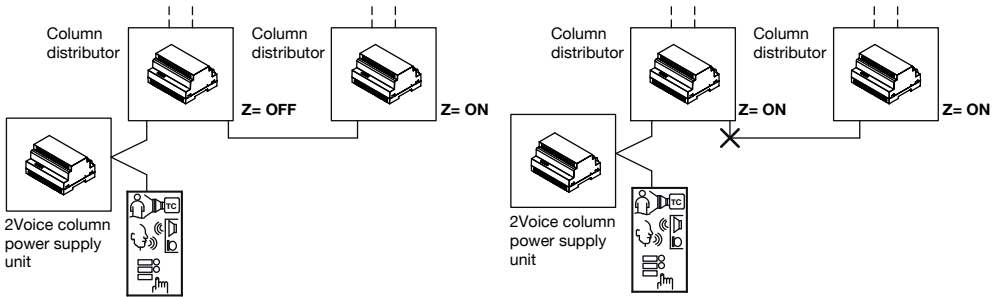 Column
distributor
Z= OFF
Column
distributor
Z= ON
2Voice column
power supply
unit
TC
Column
distributor
Z= ON
Column
distributor
Z= ON
2Voice column
power supply
unit
TC